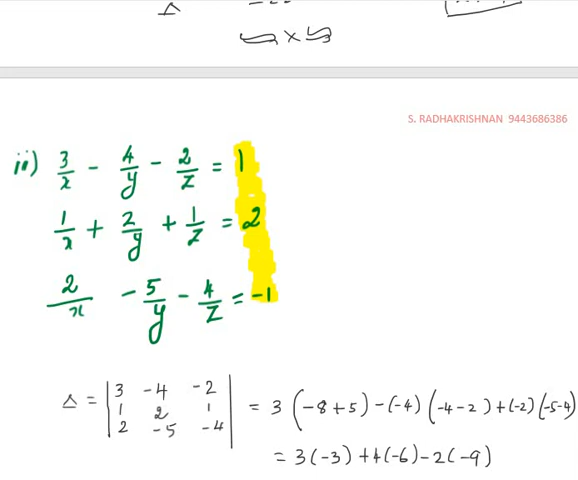 Δ
x
S. RADHAKRISHNAN 9443686386
ii) 3/x - 4/y - 2/z = 1
1/x + 2/y + 1/z = 2
2/x - 5/y - 4/z = -1
Δ = | 3 -4 -2 | = 3 (-8+5) - (-4) (-4-2) + (-2) (-5-4)
| 1 2 1 |
| 2 -5 -4 |
= 3(-3) + 4(-6) - 2(-9)